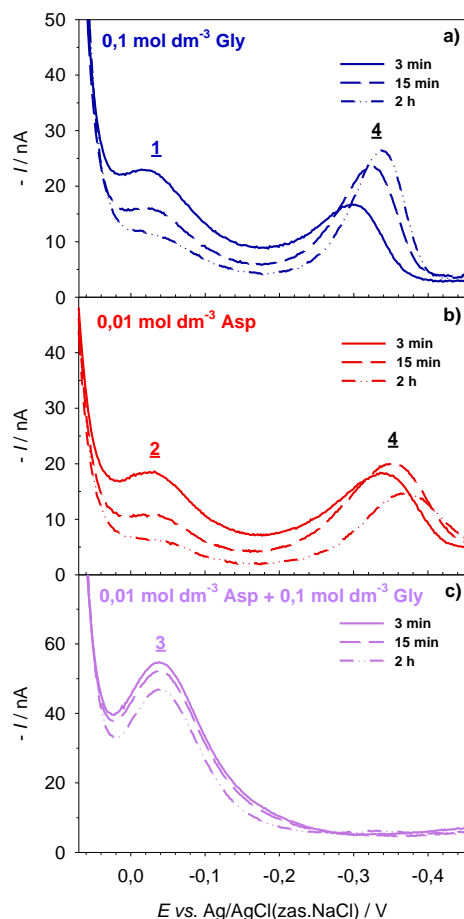 0,1 mol dm⁻³ Gly
a)
3 min
15 min
2 h
1
4
- I / nA
50
40
30
20
10
0
0,01 mol dm⁻³ Asp
b)
3 min
15 min
2 h
2
4
- I / nA
40
30
20
10
0
0,01 mol dm⁻³ Asp + 0,1 mol dm⁻³ Gly
c)
3 min
15 min
2 h
3
- I / nA
60
40
20
0
0,0 -0,1 -0,2 -0,3 -0,4
E vs. Ag/AgCl(zas.NaCl) / V